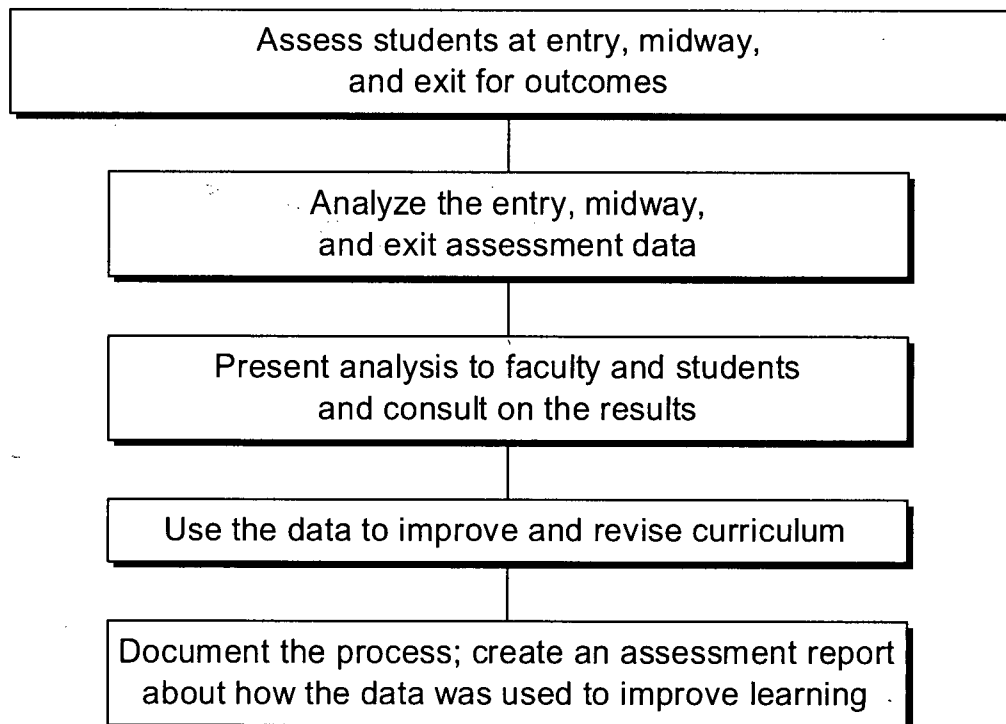 Assess students at entry, midway,
and exit for outcomes
Analyze the entry, midway,
and exit assessment data
Present analysis to faculty and students
and consult on the results
Use the data to improve and revise curriculum
Document the process; create an assessment report
about how the data was used to improve learning